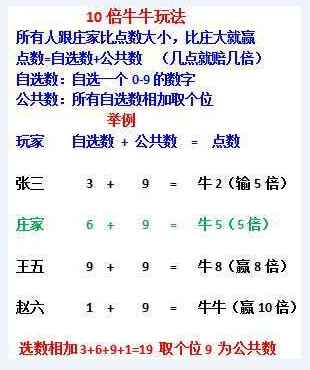 10 倍牛牛玩法
所有人跟庄家比点数大小，比庄大就赢
点数=自选数+公共数 （几点就赔几倍）
自选数：自选一个 0-9 的数字
公共数：所有自选数相加取个位
举例
玩家 自选数 + 公共数 = 点数
张三 3 + 9 = 牛 2（输 5 倍）
庄家 6 + 9 = 牛 5（5 倍）
王五 9 + 9 = 牛 8（赢 8 倍）
赵六 1 + 9 = 牛牛（赢 10 倍）
选数相加 3+6+9+1=19 取个位 9 为公共数